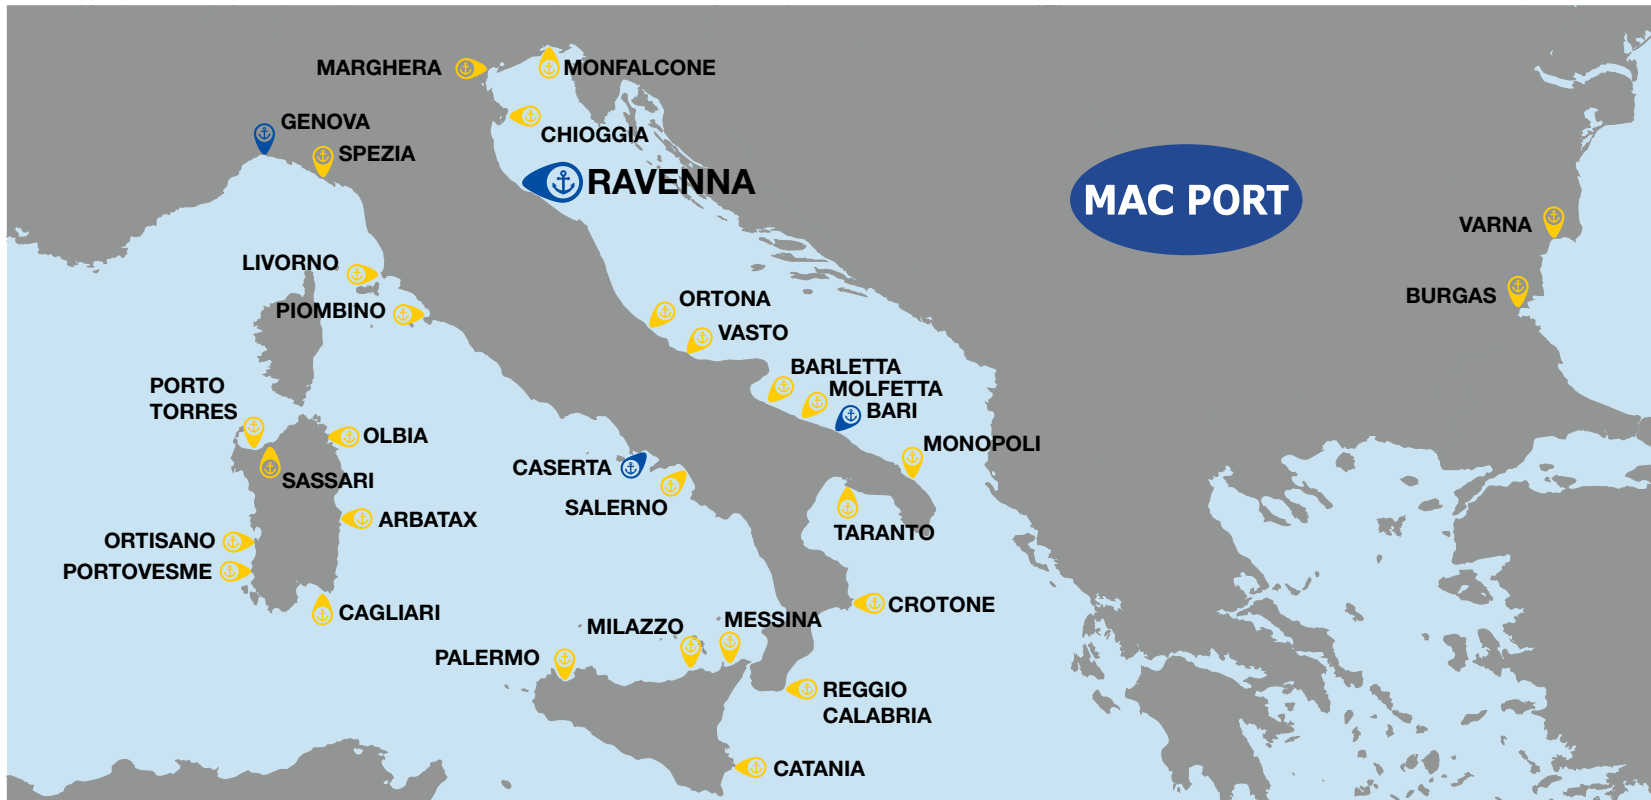 MARGHERA
MONFALCONE
GENOVA
CHIOGGIA
SPEZIA
RAVENNA
MAC PORT
VARNA
LIVORNO
BURGAS
PIOMBINO
ORTONA
VASTO
BARLETTA
MOLFETTA
BARI
PORTO
TORRES
OLBIA
MONOPOLI
CASERTA
SASSARI
SALERNO
ARBATAX
TARANTO
ORTISANO
PORTOVESME
CAGLIARI
CROTONE
MESSINA
MILAZZO
PALERMO
REGGIO
CALABRIA
CATANIA